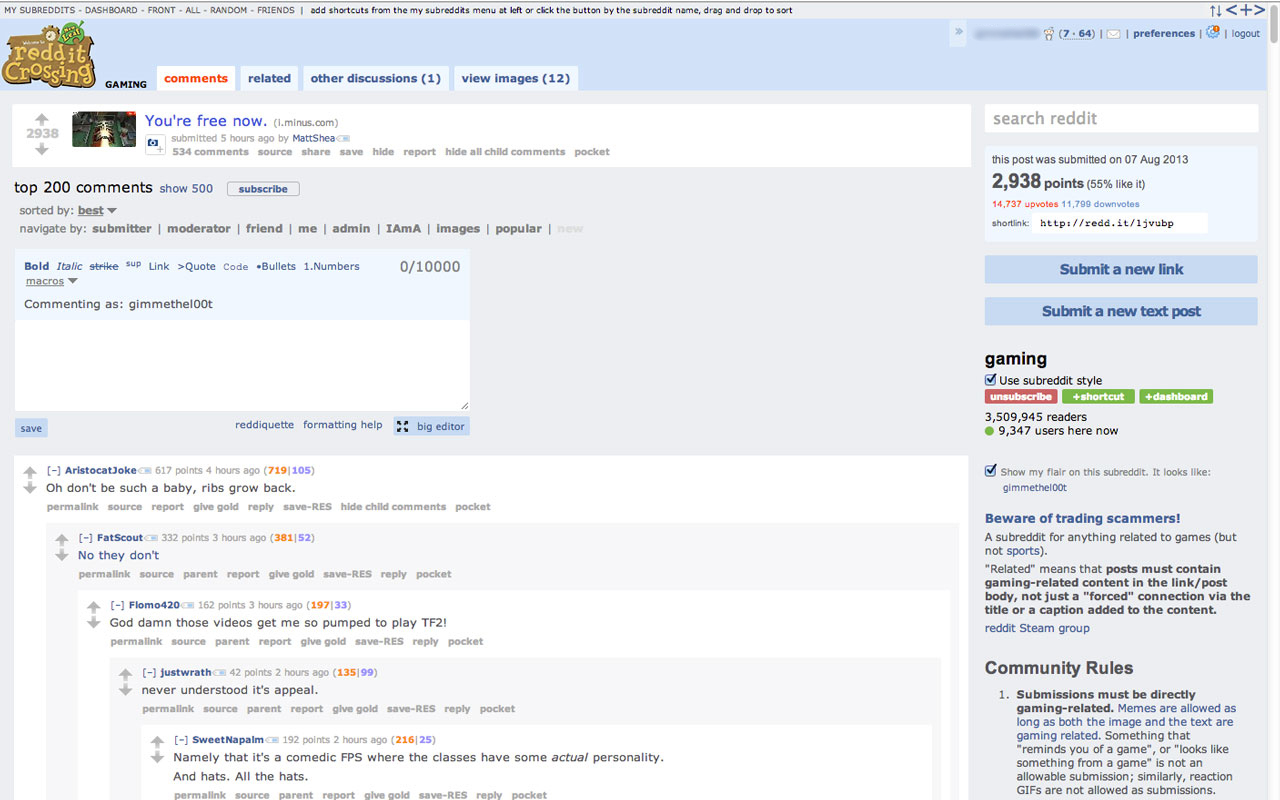 MY SUBREDDITS - DASHBOARD - FRONT - ALL - RANDOM - FRIENDS | add shortcuts from the my subreddits menu at left or click the button by the subreddit name, drag and drop to sort
(7 · 64) | | preferences | | logout
Welcome to
reddit
Crossing
GAMING comments related other discussions (1) view images (12)
2938
You're free now. (i.minus.com)
submitted 5 hours ago by MattShea
534 comments source share save hide report hide all child comments pocket
top 200 comments show 500 subscribe
sorted by: best
navigate by: submitter | moderator | friend | me | admin | IAmA | images | popular | new
Bold Italic strike sup Link >Quote Code •Bullets 1.Numbers 0/10000
macros
Commenting as: gimmethel00t
save reddiquette formatting help big editor
[–] AristocatJoke 617 points 4 hours ago (719|105)
Oh don't be such a baby, ribs grow back.
permalink source report give gold reply save-RES hide child comments pocket
[–] FatScout 332 points 3 hours ago (381|52)
No they don't
permalink source parent report give gold save-RES reply pocket
[–] Flomo420 162 points 3 hours ago (197|33)
God damn those videos get me so pumped to play TF2!
permalink source parent report give gold save-RES reply pocket
[–] justwrath 42 points 2 hours ago (135|99)
never understood it's appeal.
permalink source parent report give gold save-RES reply pocket
[–] SweetNapalm 192 points 2 hours ago (216|25)
Namely that it's a comedic FPS where the classes have some actual personality.
And hats. All the hats.
permalink source parent report give gold save-RES reply pocket
search reddit
this post was submitted on 07 Aug 2013
2,938 points (55% like it)
14,737 upvotes 11,799 downvotes
shortlink: http://redd.it/1jvubp
Submit a new link
Submit a new text post
gaming
Use subreddit style
unsubscribe +shortcut +dashboard
3,509,945 readers
9,347 users here now
Show my flair on this subreddit. It looks like:
gimmethel00t
Beware of trading scammers!
A subreddit for anything related to games (but
not sports).
"Related" means that posts must contain
gaming-related content in the link/post
body, not just a "forced" connection via the
title or a caption added to the content.
reddit Steam group
Community Rules
1. Submissions must be directly
gaming-related. Memes are allowed as
long as both the image and the text are
gaming related. Something that
"reminds you of a game", or "looks like
something from a game" is not an
allowable submission; similarly, reaction
GIFs are not allowed as submissions.